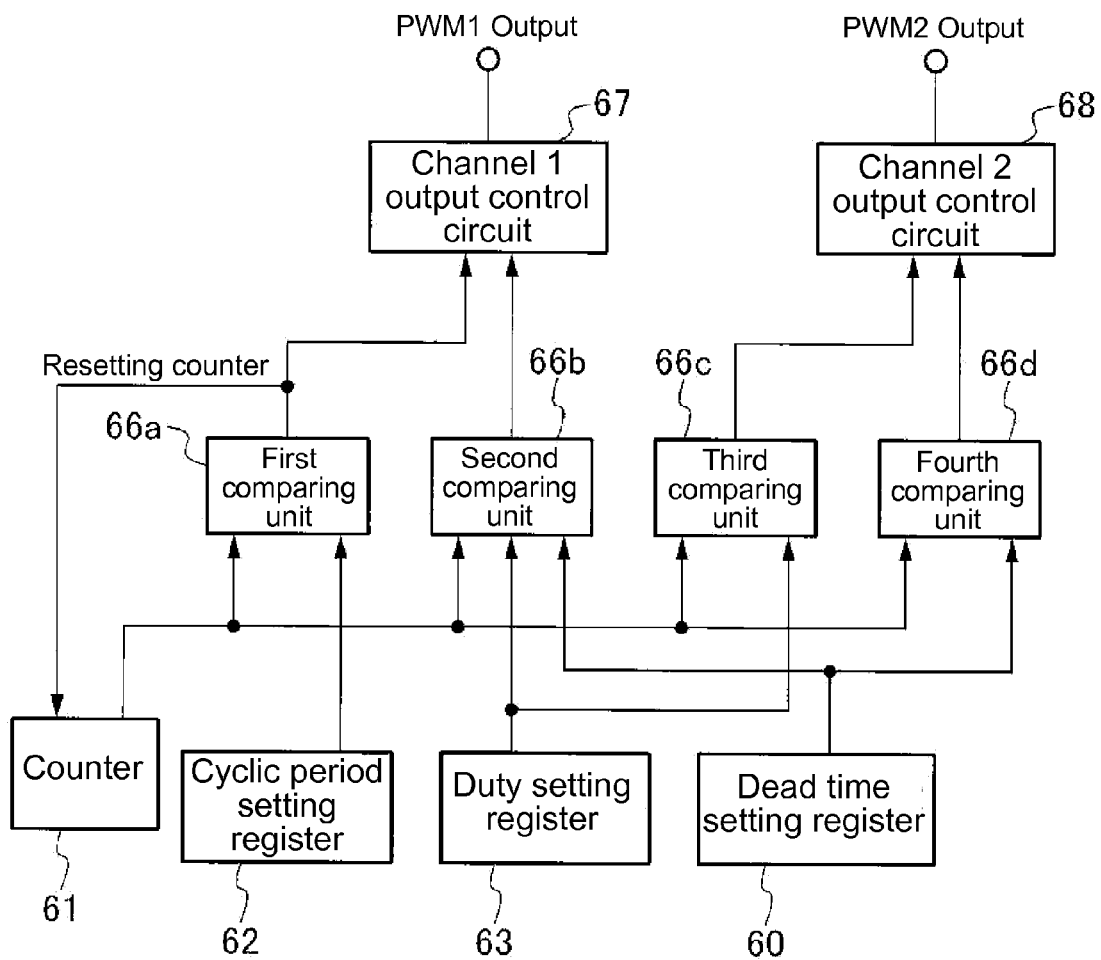 PWM1 Output
PWM2 Output
67
68
Channel 1
output control
circuit
Channel 2
output control
circuit
Resetting counter
66a
66b
66c
66d
First
comparing
unit
Second
comparing
unit
Third
comparing
unit
Fourth
comparing
unit
Counter
Cyclic period
setting
register
Duty setting
register
Dead time
setting register
61
62
63
60